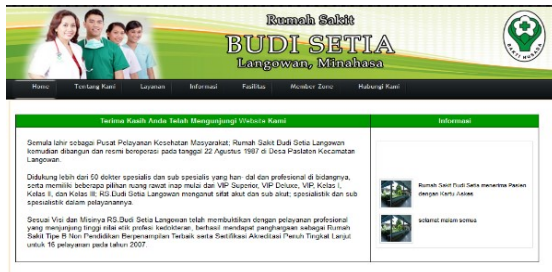 Rumah Sakit
BUDI SETIA
Langowan, Minahasa
BAKTI HUSADA
Home Tentang Kami Layanan Informasi Fasilitas Member Zone Hubungi Kami
Terima Kasih Anda Telah Mengunjungi Website Kami
Semula lahir sebagai Pusat Pelayanan Kesehatan Masyarakat; Rumah Sakit Budi Setia Langowan
kemudian dibangun dan resmi beroperasi pada tanggal 22 Agustus 1987 di Desa Paslaten Kecamatan
Langowan.
Didukung lebih dari 50 dokter spesialis dan sub spesialis yang han- dal dan profesional di bidangnya,
serta memiliki beberapa pilihan ruang rawat inap mulai dari VIP Superior, VIP Deluxe, VIP, Kelas I,
Kelas II, dan Kelas III; RS.Budi Setia Langowan menganut sifat akut dan sub akut; spesialistik dan sub
spesialistik dalam pelayanannya.
Sesuai Visi dan Misinya RS.Budi Setia Langowan telah membuktikan dengan pelayanan profesional
yang menjunjung tinggi nilai etik profesi kedokteran, berhasil mendapat penghargaan sebagai Rumah
Sakit Tipe B Non Pendidikan Berpenampilan Terbaik serta Sertifikasi Akreditasi Penuh Tingkat Lanjut
untuk 16 pelayanan pada tahun 2007.
Informasi
Rumah Sakit Budi Setia menerima Pasien
dengan Kartu Askes
selamat malam semua